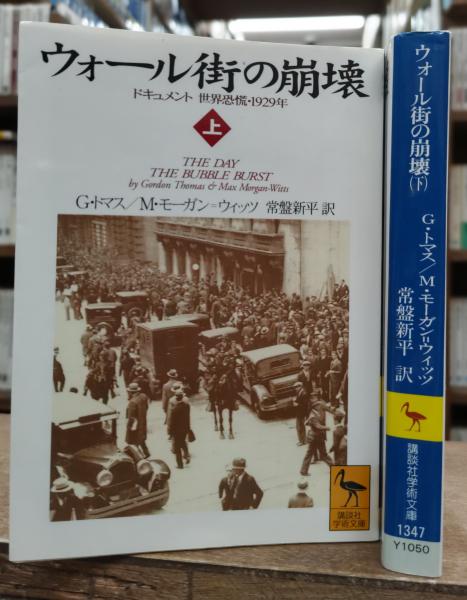 ウォール街の崩壊
ドキュメント 世界恐慌・1929年
上
THE DAY
THE BUBBLE BURST
by Gordon Thomas & Max Morgan-Witts
G・トマス／M・モーガン＝ウィッツ 常盤新平 訳
講談社
学術文庫
ウォール街の崩壊(下)
G・トマス／M・モーガン＝ウィッツ
常盤新平 訳
講談社学術文庫
1347
Y1050